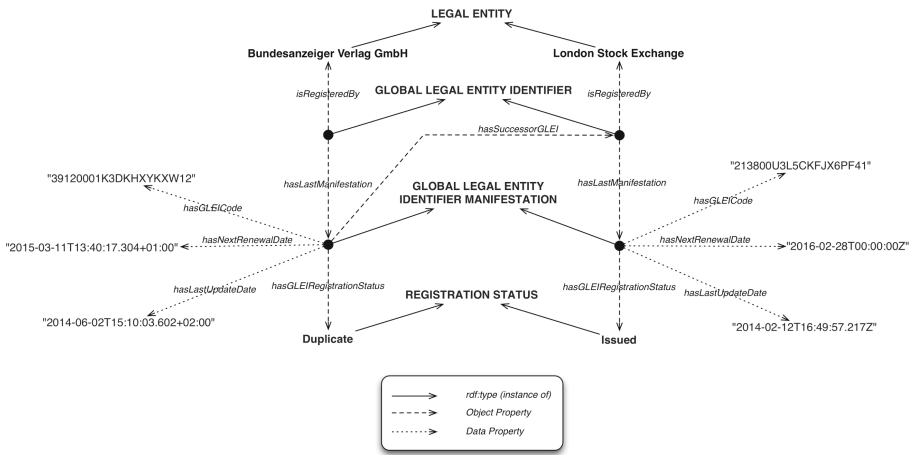 LEGAL ENTITY
Bundesanzeiger Verlag GmbH
London Stock Exchange
isRegisteredBy
GLOBAL LEGAL ENTITY IDENTIFIER
isRegisteredBy
hasSuccessorGLEI
"39120001K3DKHXYKXW12"
hasLastManifestation
GLOBAL LEGAL ENTITY
IDENTIFIER MANIFESTATION
hasLastManifestation
"213800U3L5CKFJX6PF41"
hasGLEICode
hasGLEICode
"2015-03-11T13:40:17.304+01:00"
hasNextRenewalDate
hasNextRenewalDate
"2016-02-28T00:00:00Z"
hasLastUpdateDate
hasGLEIRegistrationStatus
REGISTRATION STATUS
hasGLEIRegistrationStatus
hasLastUpdateDate
"2014-06-02T15:10:03.602+02:00"
"2014-02-12T16:49:57.217Z"
Duplicate
Issued
rdf:type (instance of)
Object Property
Data Property